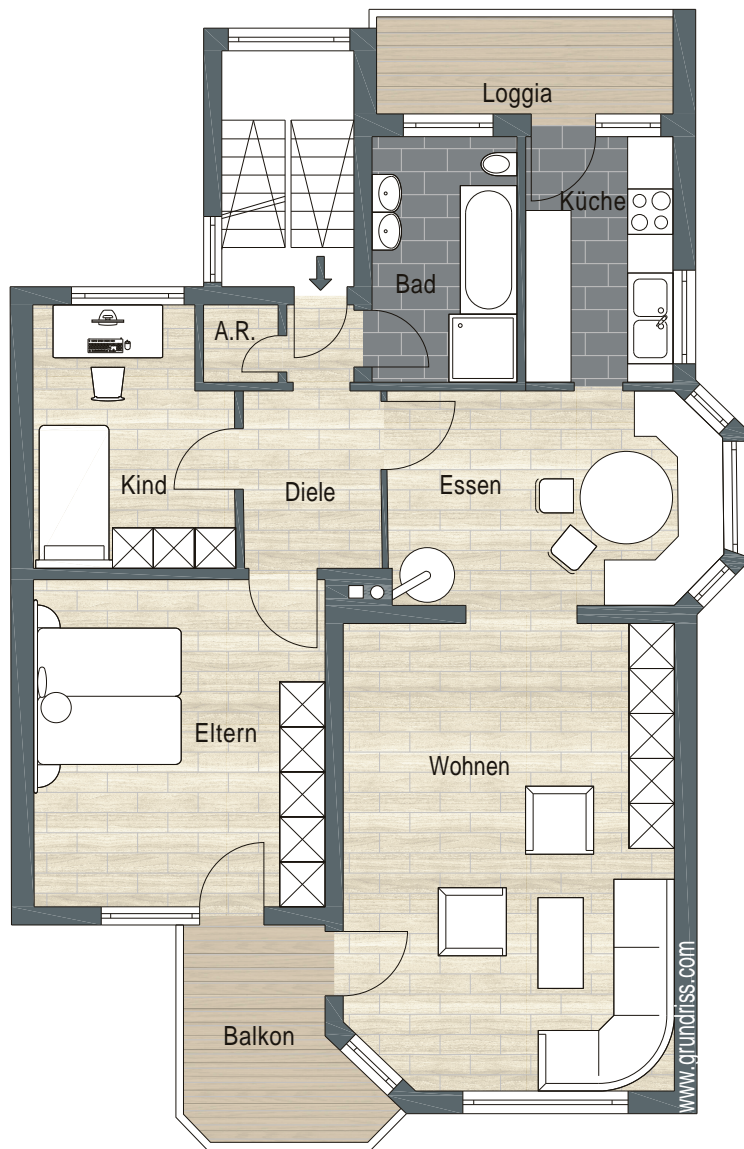 Loggia
Küche
Bad
A.R.
Kind
Diele
Essen
Eltern
Wohnen
Balkon
www.grundriss.com